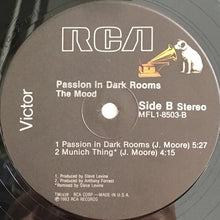 RCA
Victor
Passion in Dark Rooms
The Mood
Side B Stereo
MFL1-8503-B
1 Passion in Dark Rooms (J. Moore) 5:27
2 Munich Thing* (J. Moore) 4:15
1. Produced by Steve Levine
2. Produced by Anthony Forrest
*Remixed by Steve Levine
TMK(S)® RCA CORP.—MADE IN U.S.A.
℗ 1983 RCA RECORDS